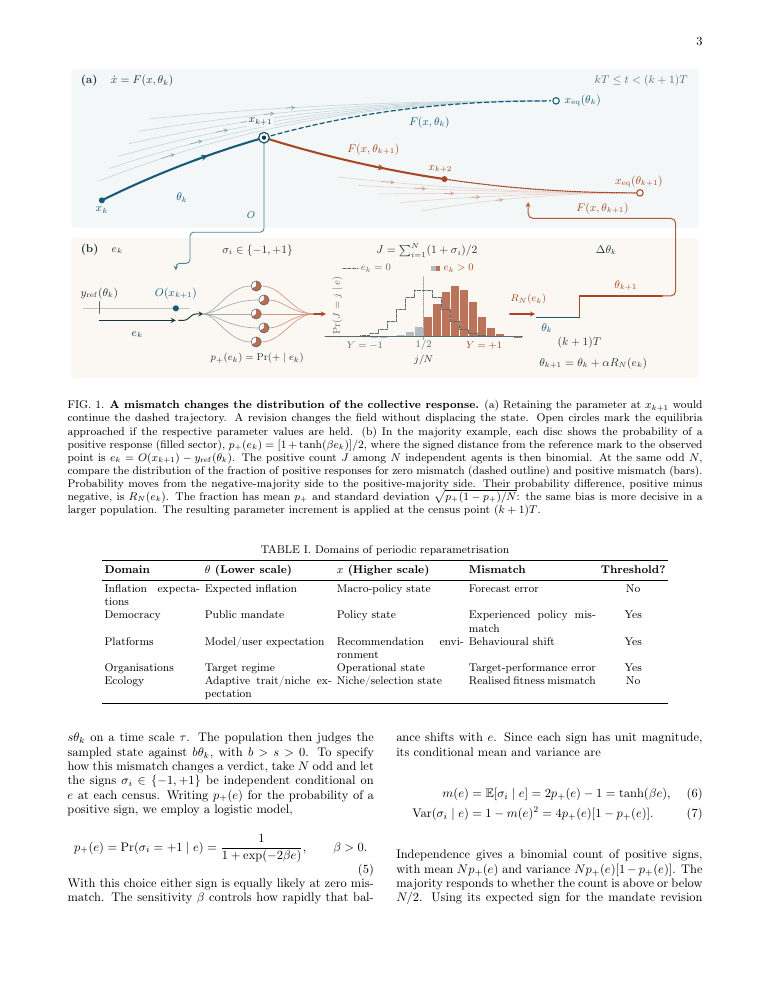 3
(a) ẋ = F(x, θ_k)
kT ≤ t < (k + 1)T
x_eq(θ_k)
x_{k+1}
F(x, θ_k)
F(x, θ_{k+1})
x_{k+2}
x_eq(θ_{k+1})
θ_k
x_k
O
F(x, θ_{k+1})
(b) e_k
σ_i ∈ {−1, +1}
J = ∑_{i=1}^N (1 + σ_i)/2
Δθ_k
e_k = 0
e_k > 0
y_ref(θ_k)
O(x_{k+1})
Pr(J = j | e)
R_N(e_k)
θ_{k+1}
e_k
θ_k
Y = −1
1/2
Y = +1
(k + 1)T
p_+(e_k) = Pr(+ | e_k)
j/N
θ_{k+1} = θ_k + αR_N(e_k)
FIG. 1. A mismatch changes the distribution of the collective response. (a) Retaining the parameter at x_{k+1} would
continue the dashed trajectory. A revision changes the field without displacing the state. Open circles mark the equilibria
approached if the respective parameter values are held. (b) In the majority example, each disc shows the probability of a
positive response (filled sector), p_+(e_k) = [1 + tanh(βe_k)]/2, where the signed distance from the reference mark to the observed
point is e_k = O(x_{k+1}) − y_ref(θ_k). The positive count J among N independent agents is then binomial. At the same odd N,
compare the distribution of the fraction of positive responses for zero mismatch (dashed outline) and positive mismatch (bars).
Probability moves from the negative-majority side to the positive-majority side. Their probability difference, positive minus
negative, is R_N(e_k). The fraction has mean p_+ and standard deviation √(p_+(1 − p_+)/N): the same bias is more decisive in a
larger population. The resulting parameter increment is applied at the census point (k + 1)T.
TABLE I. Domains of periodic reparametrisation
Domain θ (Lower scale) x (Higher scale) Mismatch Threshold?
Inflation expecta- Expected inflation Macro-policy state Forecast error No
tions
Democracy Public mandate Policy state Experienced policy mis- Yes
match
Platforms Model/user expectation Recommendation envi- Behavioural shift Yes
ronment
Organisations Target regime Operational state Target-performance error Yes
Ecology Adaptive trait/niche ex- Niche/selection state Realised fitness mismatch No
pectation
sθ_k on a time scale τ. The population then judges the
sampled state against bθ_k, with b > s > 0. To specify
how this mismatch changes a verdict, take N odd and let
the signs σ_i ∈ {−1, +1} be independent conditional on
e at each census. Writing p_+(e) for the probability of a
positive sign, we employ a logistic model,
p_+(e) = Pr(σ_i = +1 | e) = 1 / (1 + exp(−2βe)), β > 0.
(5)
With this choice either sign is equally likely at zero mis-
match. The sensitivity β controls how rapidly that bal-
ance shifts with e. Since each sign has unit magnitude,
its conditional mean and variance are
m(e) = 𝔼[σ_i | e] = 2p_+(e) − 1 = tanh(βe), (6)
Var(σ_i | e) = 1 − m(e)² = 4p_+(e)[1 − p_+(e)]. (7)
Independence gives a binomial count of positive signs,
with mean Np_+(e) and variance Np_+(e)[1 − p_+(e)]. The
majority responds to whether the count is above or below
N/2. Using its expected sign for the mandate revision